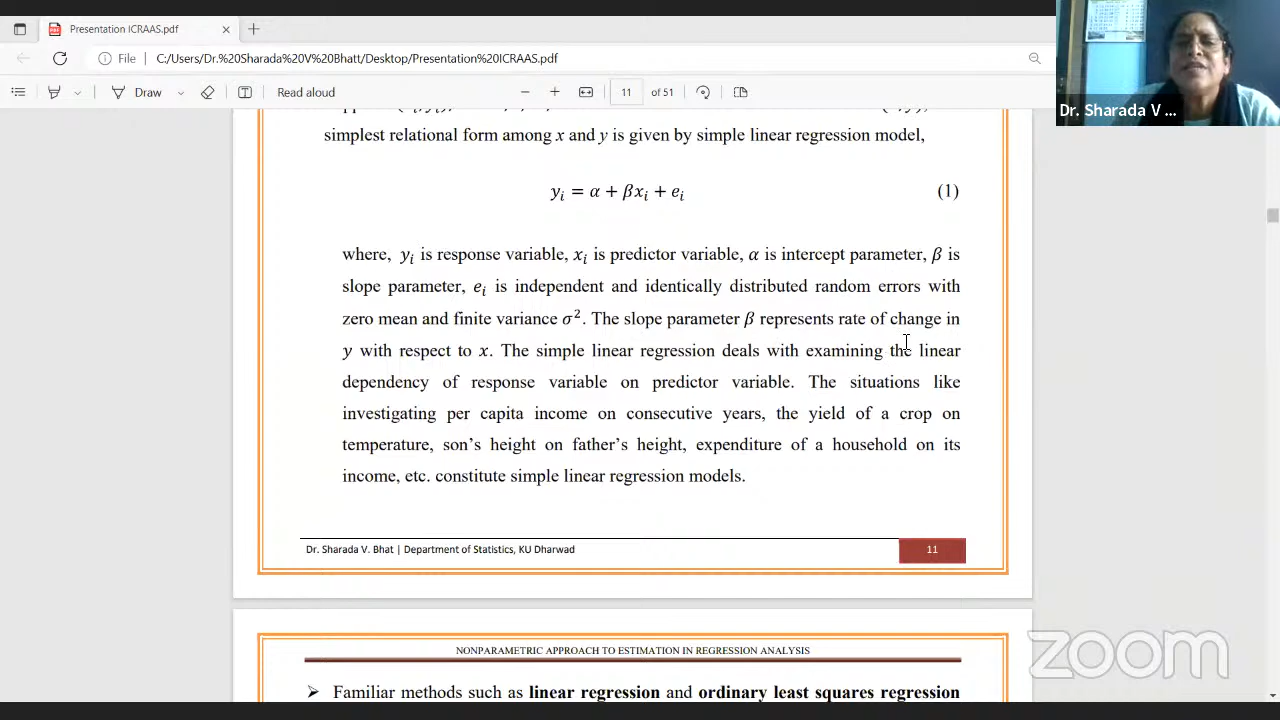 Presentation ICRAAS.pdf
File
C:/Users/Dr.%20Sharada%20V%20Bhatt/Desktop/Presentation%20ICRAAS.pdf
Draw
Read aloud
11
of 51
Dr. Sharada V ...
simplest relational form among x and y is given by simple linear regression model,
yᵢ = α + βxᵢ + eᵢ (1)
where, yᵢ is response variable, xᵢ is predictor variable, α is intercept parameter, β is
slope parameter, eᵢ is independent and identically distributed random errors with
zero mean and finite variance σ². The slope parameter β represents rate of change in
y with respect to x. The simple linear regression deals with examining the linear
dependency of response variable on predictor variable. The situations like
investigating per capita income on consecutive years, the yield of a crop on
temperature, son's height on father's height, expenditure of a household on its
income, etc. constitute simple linear regression models.
Dr. Sharada V. Bhat | Department of Statistics, KU Dharwad
11
zoom
NONPARAMETRIC APPROACH TO ESTIMATION IN REGRESSION ANALYSIS
➢ Familiar methods such as linear regression and ordinary least squares regression